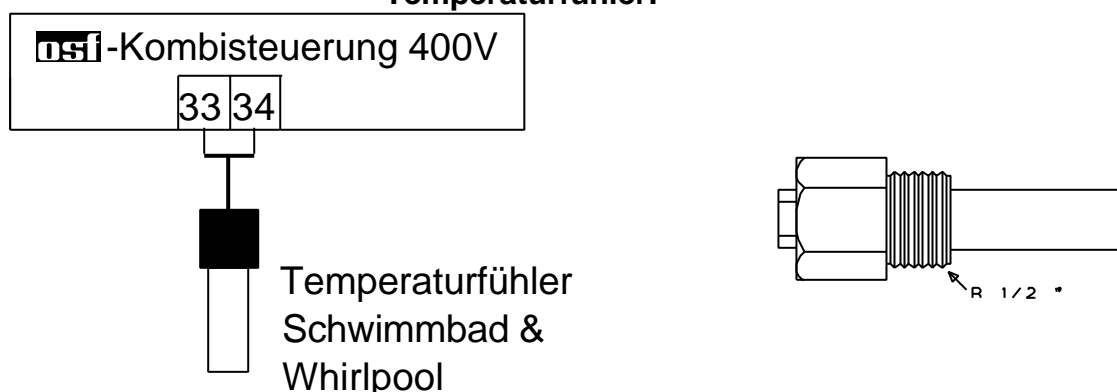 Temperaturfühler:
osf-Kombisteuerung 400V
33 34
Temperaturfühler
Schwimmbad &
Whirlpool
R 1/2 "